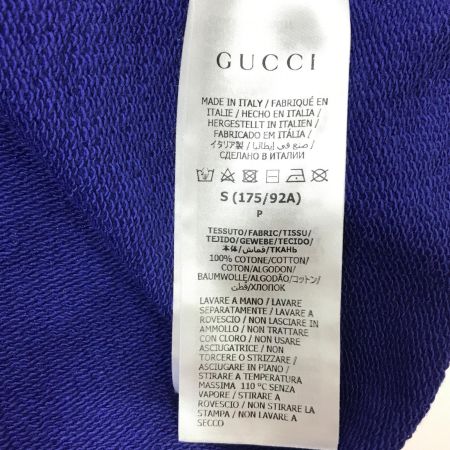 GUCCI
MADE IN ITALY / FABRIQUÉ EN
ITALIE / HECHO EN ITALIA /
HERGESTELLT IN ITALIEN /
FABRICADO EM ITÁLIA /
イタリア製 / صنع في إيطاليا /
СДЕЛАНО В ИТАЛИИ
S (175/92A)
P
TESSUTO/FABRIC/TISSU/
TEJIDO/GEWEBE/TECIDO/
本体/قماش/ТКАНЬ
100% COTONE/COTTON/
COTON/ALGODON/
BAUMWOLLE/ALGODÃO/コットン/
قطن/ХЛОПОК
LAVARE A MANO / LAVARE
SEPARATAMENTE / LAVARE A
ROVESCIO / NON LASCIARE IN
AMMOLLO / NON TRATTARE
CON CLORO / NON USARE
ASCIUGATRICE / NON
TORCERE O STRIZZARE /
ASCIUGARE IN PIANO /
STIRARE A TEMPERATURA
MASSIMA 110 °C SENZA
VAPORE / STIRARE A
ROVESCIO / NON STIRARE LA
STAMPA / NON LAVARE A
SECCO